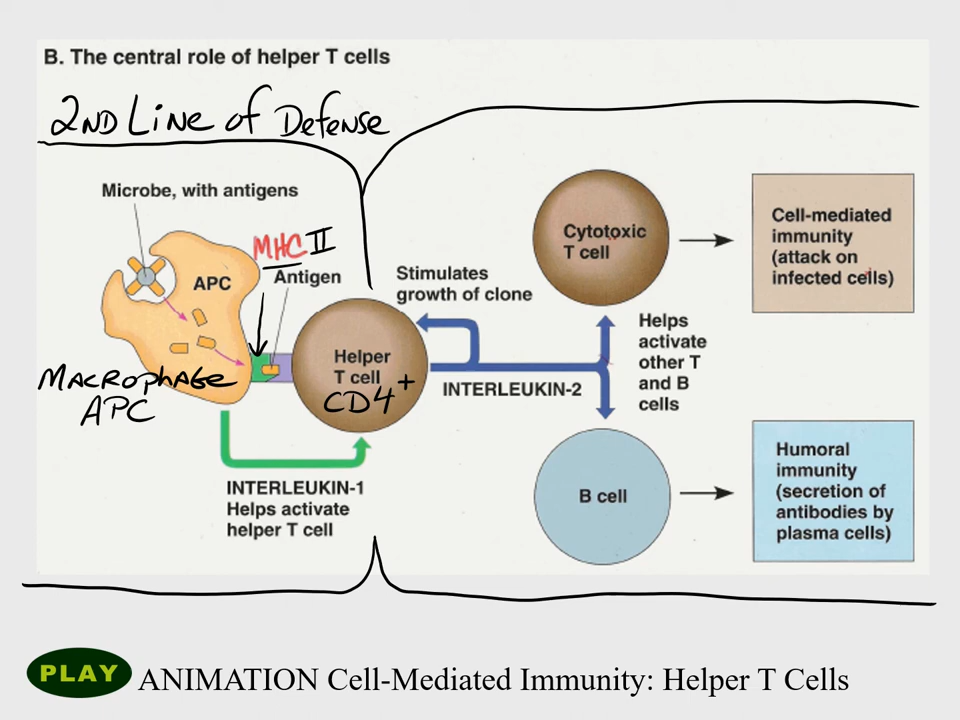 B. The central role of helper T cells
2ND Line of Defense
Microbe, with antigens
MHC II
APC
Antigen
Macrophage
APC
Helper
T cell
CD4+
INTERLEUKIN-1
Helps activate
helper T cell
Stimulates
growth of clone
INTERLEUKIN-2
Cytotoxic
T cell
Helps
activate
other T
and B
cells
B cell
Cell-mediated
immunity
(attack on
infected cells)
Humoral
immunity
(secretion of
antibodies by
plasma cells)
PLAY
ANIMATION Cell-Mediated Immunity: Helper T Cells